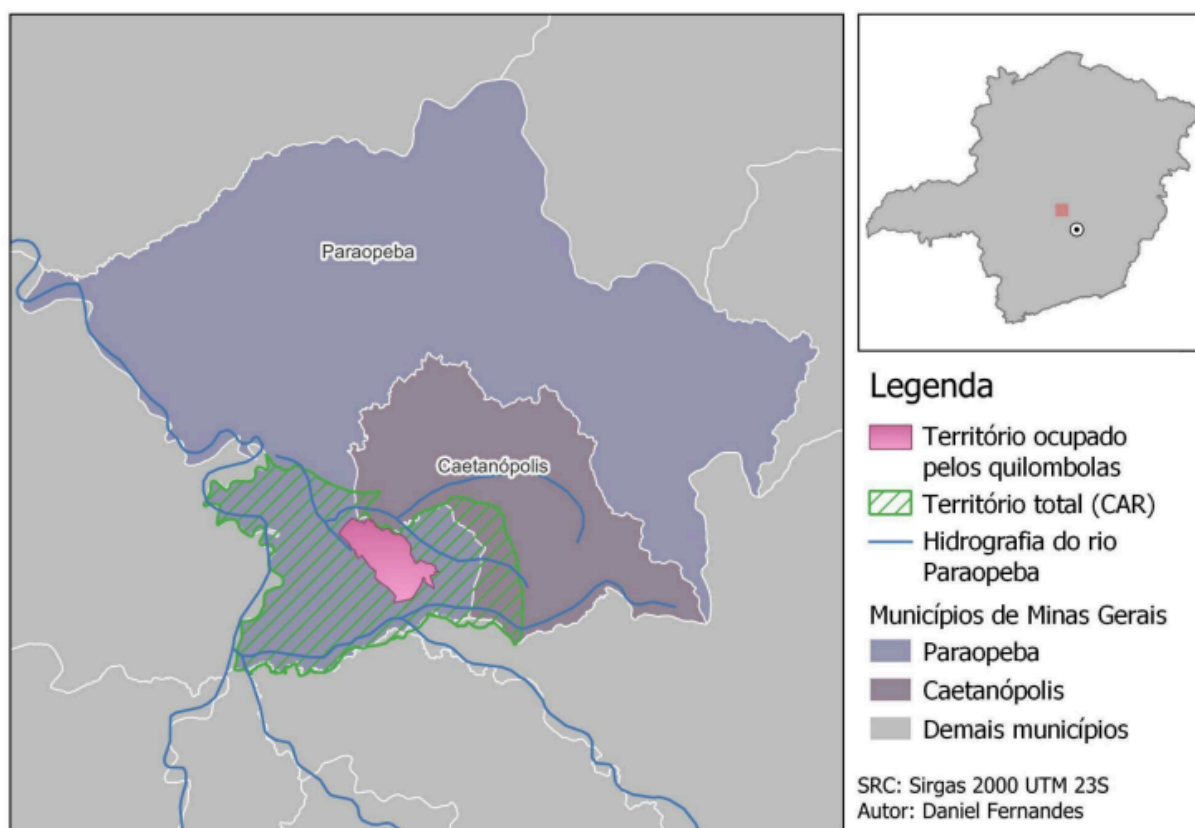 Paraopeba
Caetanópolis
Legenda
Território ocupado
pelos quilombolas
Território total (CAR)
Hidrografia do rio
Paraopeba
Municípios de Minas Gerais
Paraopeba
Caetanópolis
Demais municípios
SRC: Sirgas 2000 UTM 23S
Autor: Daniel Fernandes